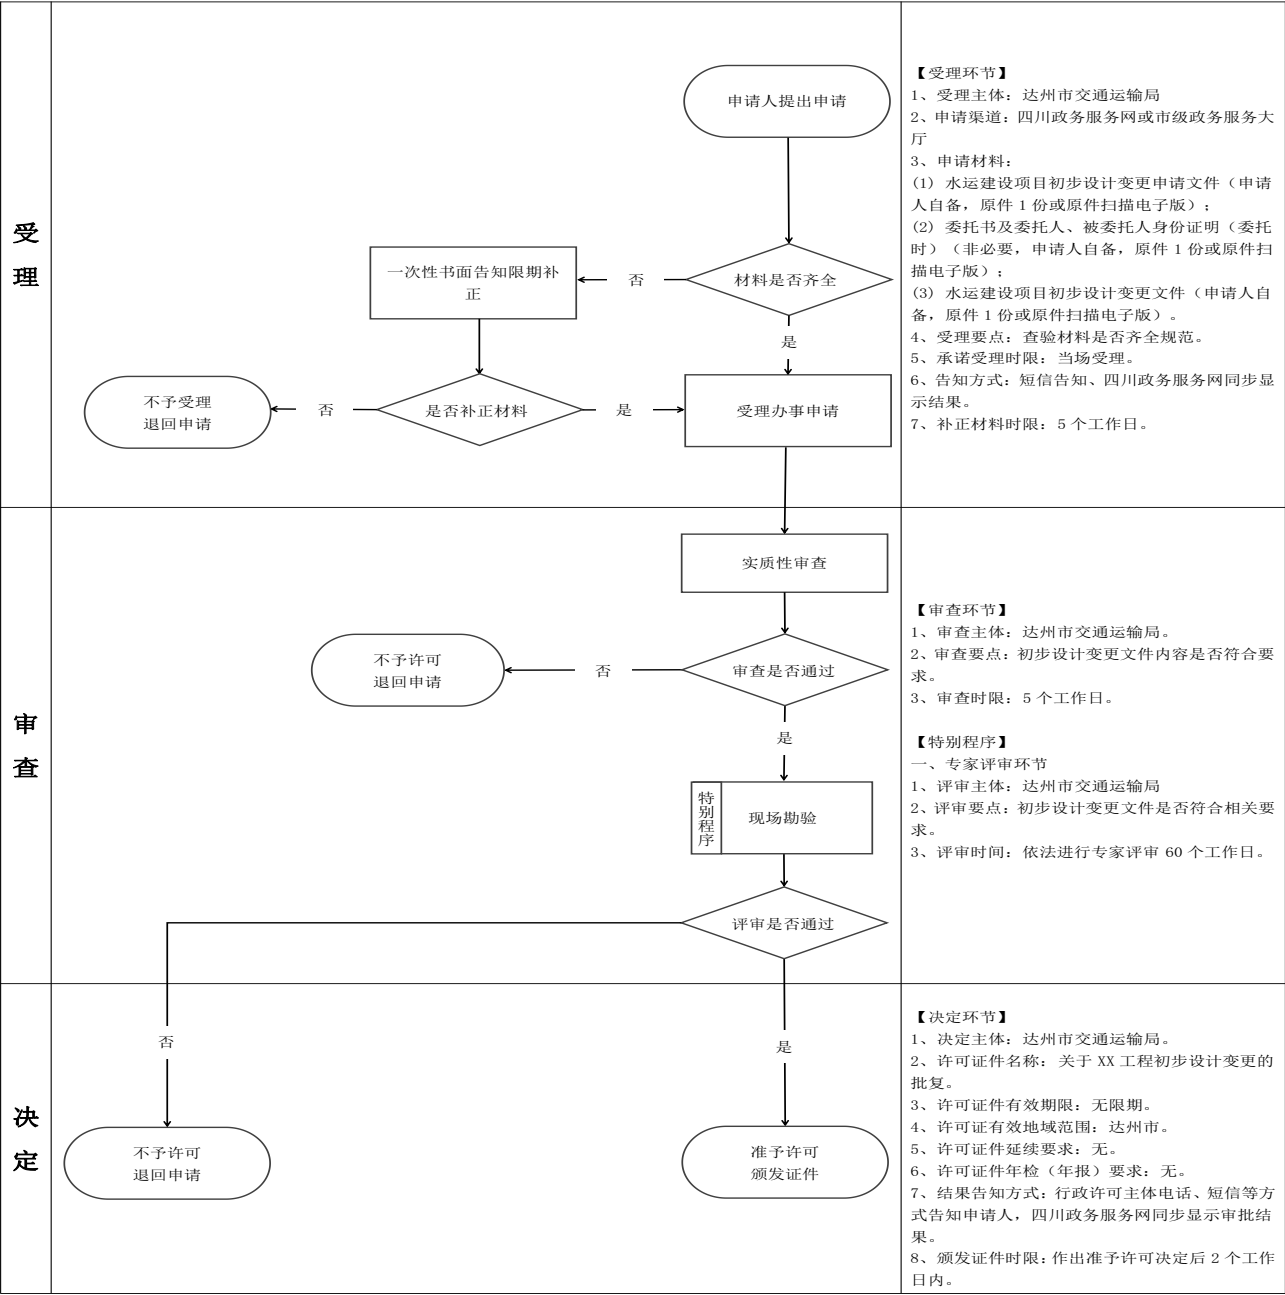 受
理
申请人提出申请
材料是否齐全
否
一次性书面告知限期补
正
是
是否补正材料
否
不予受理
退回申请
是
受理办事申请
【受理环节】
1、受理主体：达州市交通运输局
2、申请渠道：四川政务服务网或市级政务服务大
厅
3、申请材料：
(1) 水运建设项目初步设计变更申请文件（申请
人自备，原件 1 份或原件扫描电子版）；
(2) 委托书及委托人、被委托人身份证明（委托
时）（非必要，申请人自备，原件 1 份或原件扫
描电子版）；
(3) 水运建设项目初步设计变更文件（申请人自
备，原件 1 份或原件扫描电子版）。
4、受理要点：查验材料是否齐全规范。
5、承诺受理时限：当场受理。
6、告知方式：短信告知、四川政务服务网同步显
示结果。
7、补正材料时限：5 个工作日。
审
查
实质性审查
审查是否通过
否
不予许可
退回申请
是
特别程序
现场勘验
评审是否通过
【审查环节】
1、审查主体：达州市交通运输局。
2、审查要点：初步设计变更文件内容是否符合要
求。
3、审查时限：5 个工作日。
【特别程序】
一、专家评审环节
1、评审主体：达州市交通运输局
2、评审要点：初步设计变更文件是否符合相关要
求。
3、评审时间：依法进行专家评审 60 个工作日。
决
定
否
不予许可
退回申请
是
准予许可
颁发证件
【决定环节】
1、决定主体：达州市交通运输局。
2、许可证件名称：关于 XX 工程初步设计变更的
批复。
3、许可证件有效期限：无限期。
4、许可证有效地域范围：达州市。
5、许可证件延续要求：无。
6、许可证件年检（年报）要求：无。
7、结果告知方式：行政许可主体电话、短信等方
式告知申请人，四川政务服务网同步显示审批结
果。
8、颁发证件时限：作出准予许可决定后 2 个工作
日内。